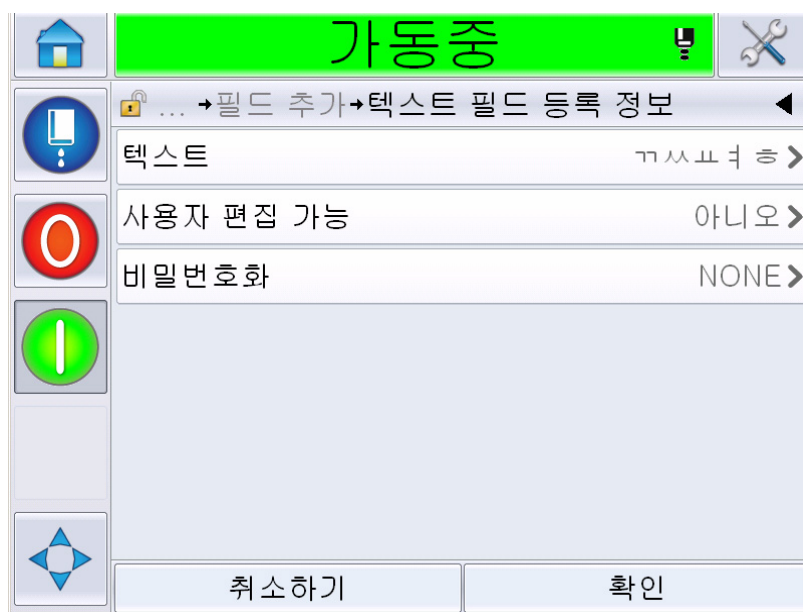 가동중
... →필드 추가→텍스트 필드 등록 정보
텍스트 ㄲㅆㅛㅕㅎ
사용자 편집 가능 아니오
비밀번호화 NONE
취소하기 확인